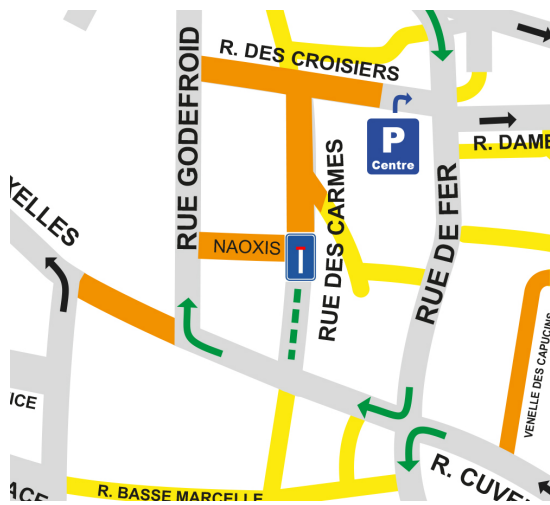 R. DES CROISIERS
RUE GODEFROID
P
Centre
R. DAME
XELLES
NAOXIS
RUE DES CARMES
RUE DE FER
VENELLE DES CAPUCINS
ICE
ACE
R. BASSE MARCELLE
R. CUVE